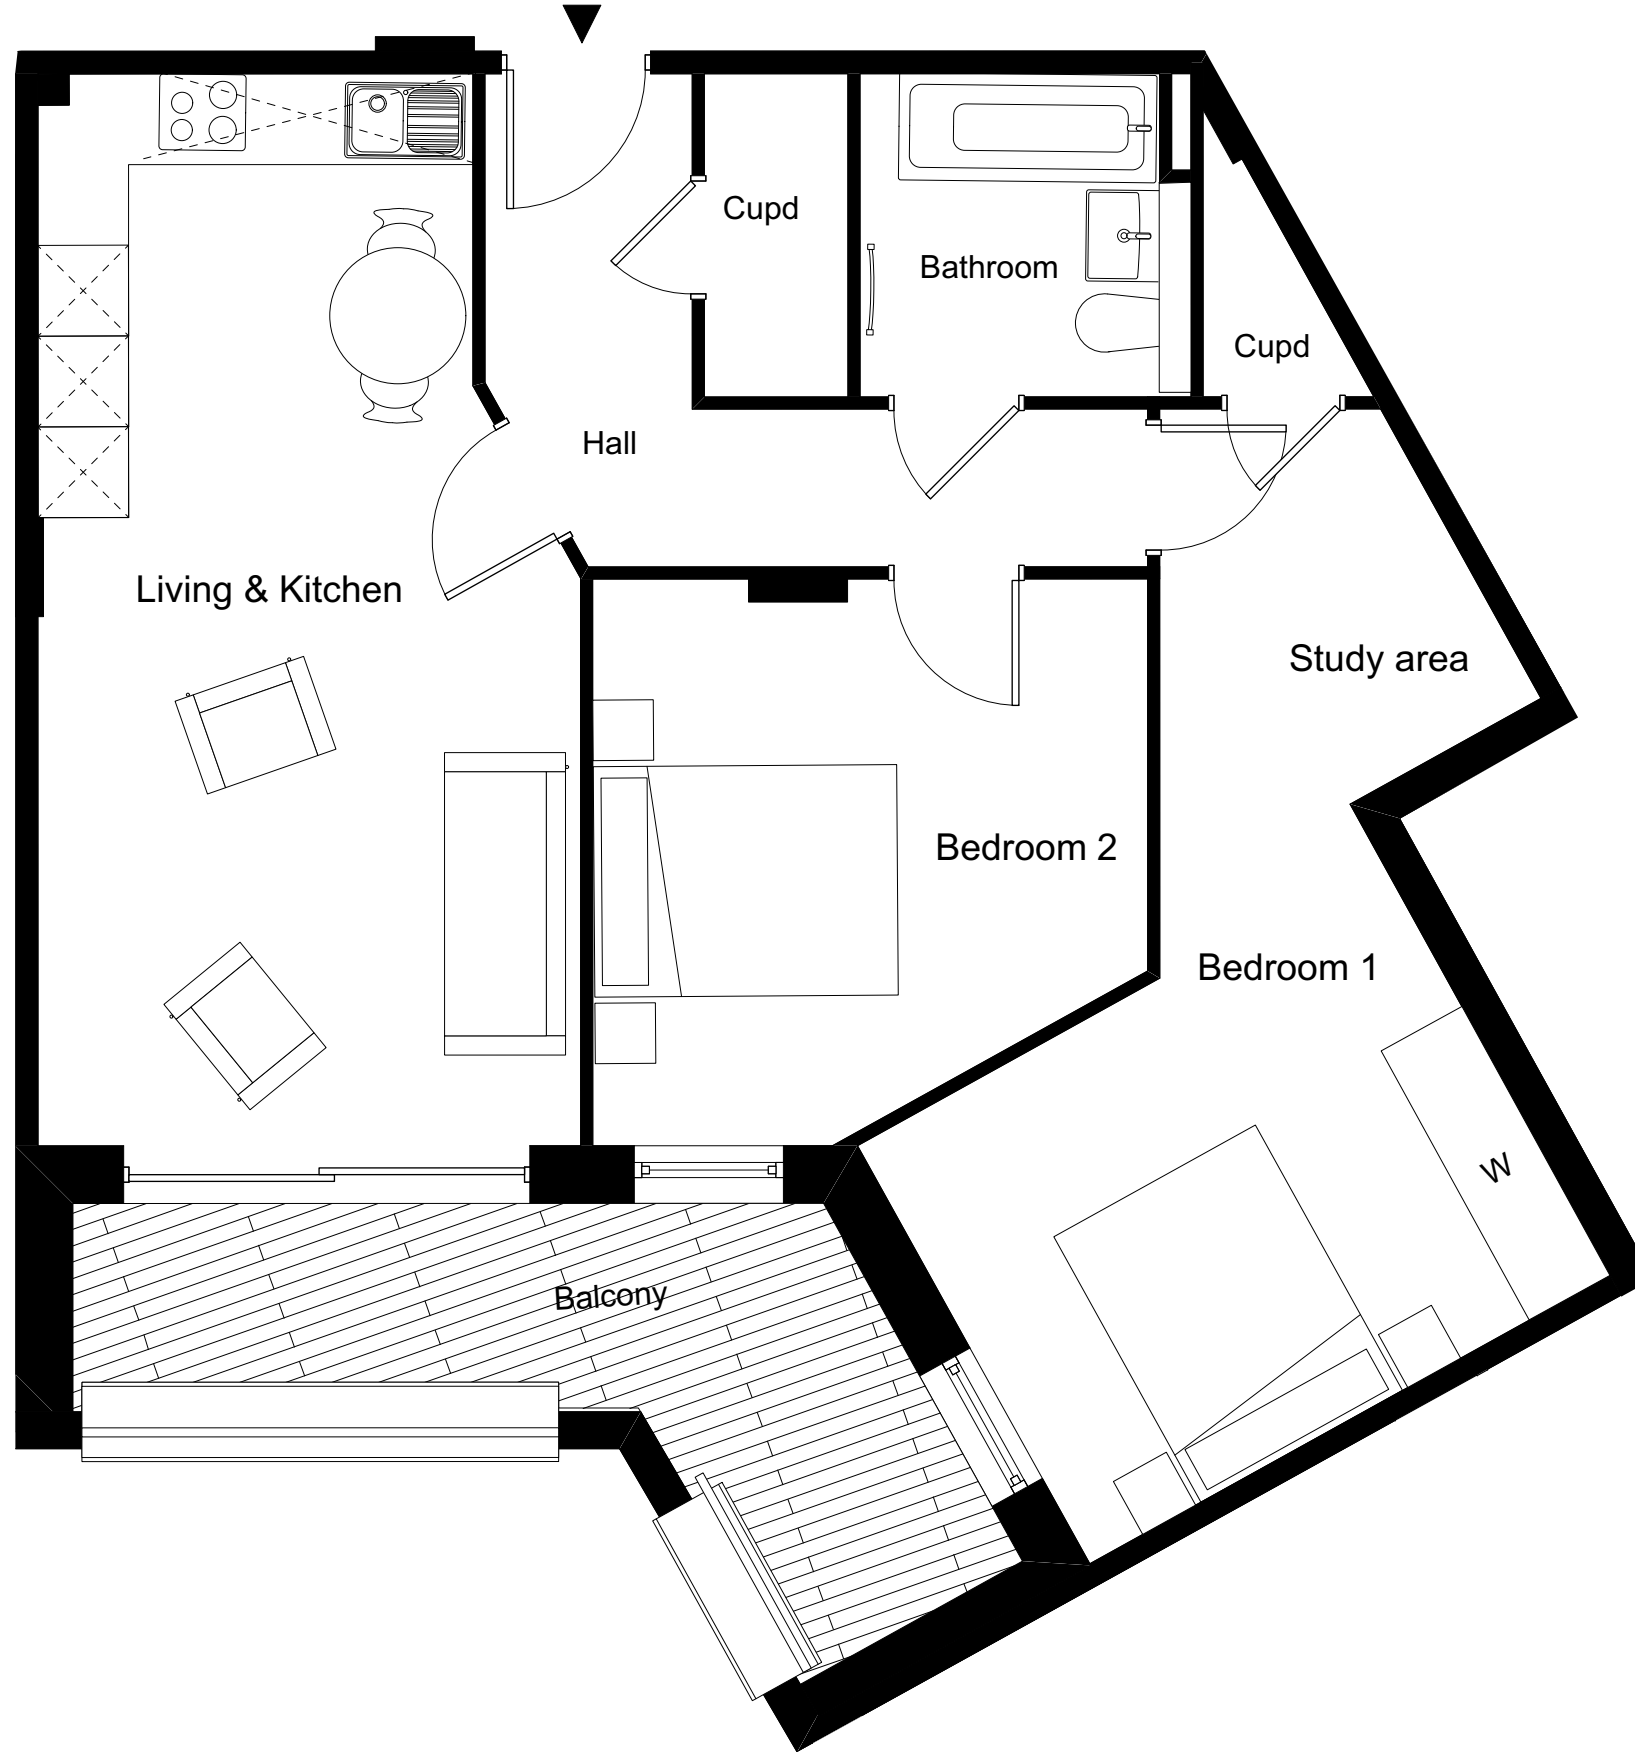 Cupd
Bathroom
Cupd
Hall
Living & Kitchen
Study area
Bedroom 2
Bedroom 1
W
Balcony